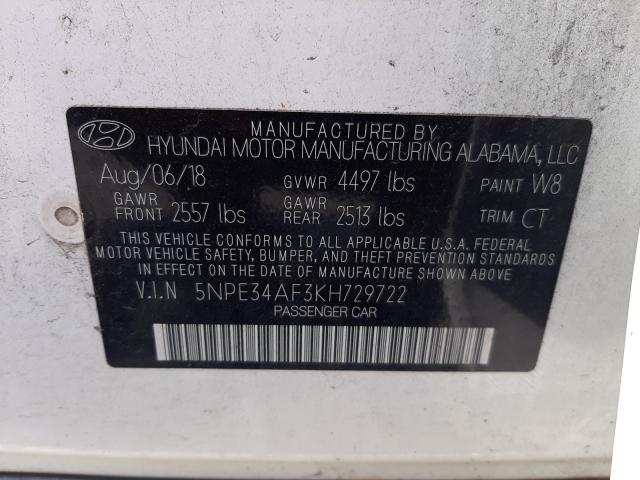 MANUFACTURED BY
HYUNDAI MOTOR MANUFACTURING ALABAMA, LLC
Aug/06/18 GVWR 4497 lbs PAINT W8
GAWR FRONT 2557 lbs GAWR REAR 2513 lbs TRIM CT
THIS VEHICLE CONFORMS TO ALL APPLICABLE U.S.A. FEDERAL
MOTOR VEHICLE SAFETY, BUMPER, AND THEFT PREVENTION STANDARDS
IN EFFECT ON THE DATE OF MANUFACTURE SHOWN ABOVE
V.I.N 5NPE34AF3KH729722
PASSENGER CAR